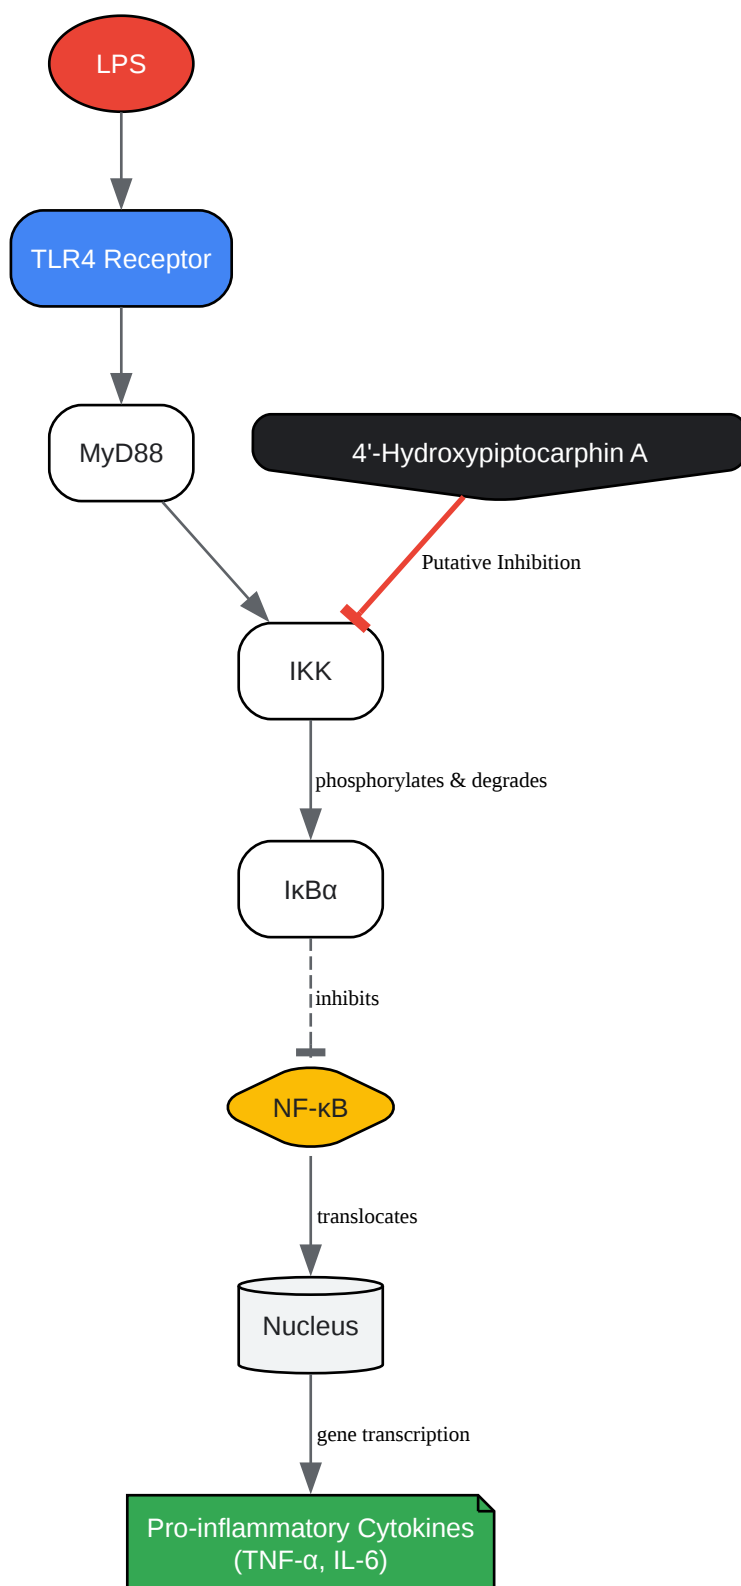 LPS
TLR4 Receptor
MyD88
4'-Hydroxypiptocarphin A
Putative Inhibition
IKK
phosphorylates & degrades
IκBα
inhibits
NF-κB
translocates
Nucleus
gene transcription
Pro-inflammatory Cytokines
(TNF-α, IL-6)